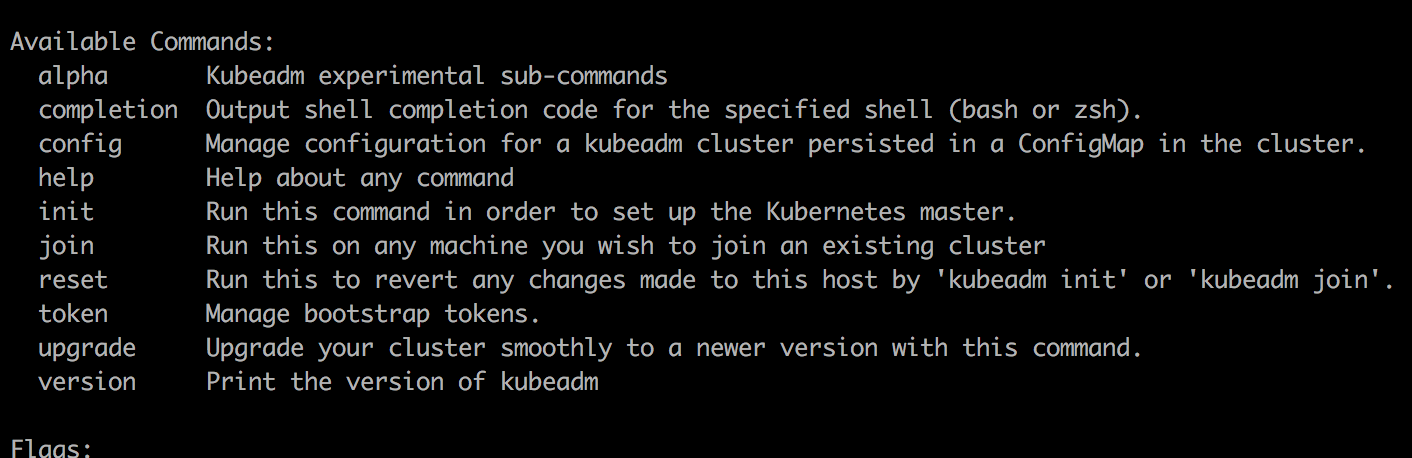 Available Commands:
  alpha       Kubeadm experimental sub-commands
  completion  Output shell completion code for the specified shell (bash or zsh).
  config      Manage configuration for a kubeadm cluster persisted in a ConfigMap in the cluster.
  help        Help about any command
  init        Run this command in order to set up the Kubernetes master.
  join        Run this on any machine you wish to join an existing cluster
  reset       Run this to revert any changes made to this host by 'kubeadm init' or 'kubeadm join'.
  token       Manage bootstrap tokens.
  upgrade     Upgrade your cluster smoothly to a newer version with this command.
  version     Print the version of kubeadm
Flags: